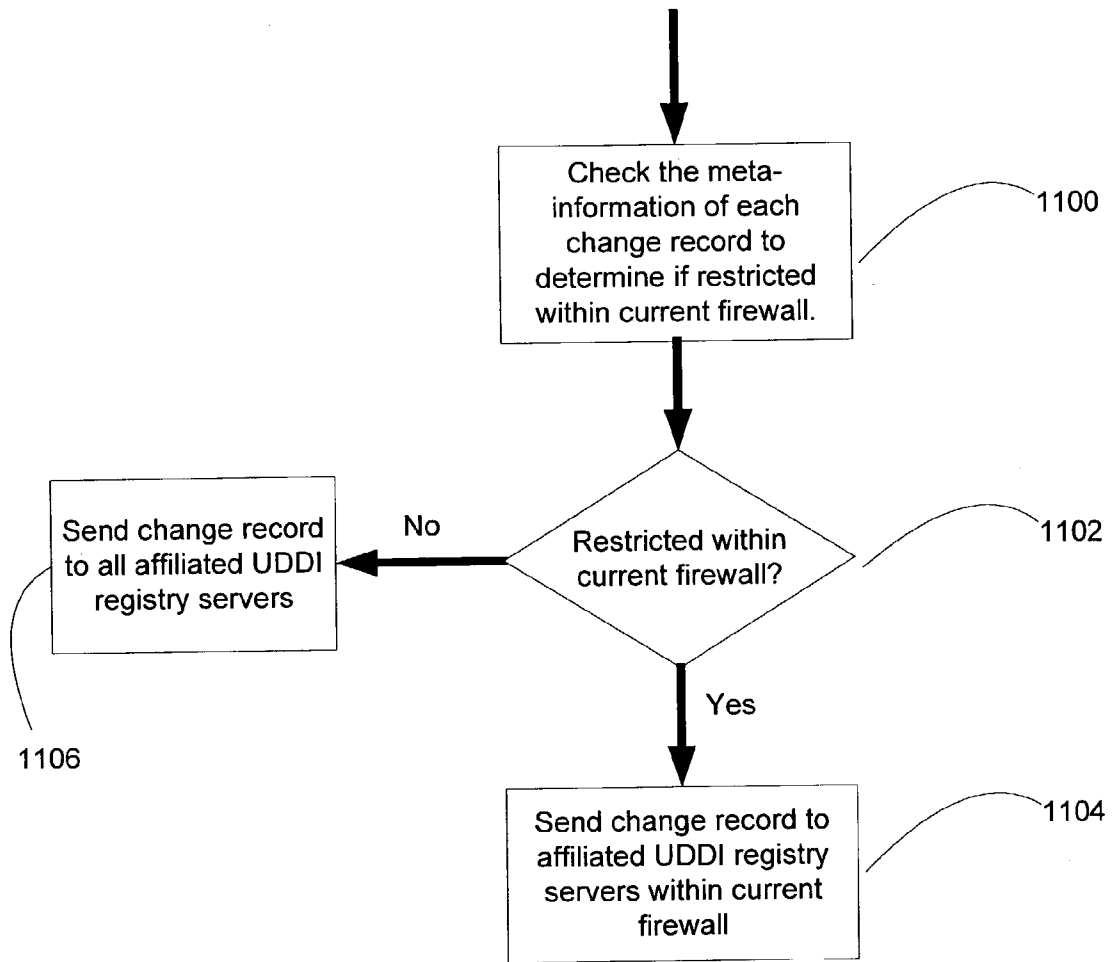 Check the meta-
information of each
change record to
determine if restricted
within current firewall.
1100
Restricted within
current firewall?
1102
No
Send change record
to all affiliated UDDI
registry servers
1106
Yes
Send change record to
affiliated UDDI registry
servers within current
firewall
1104